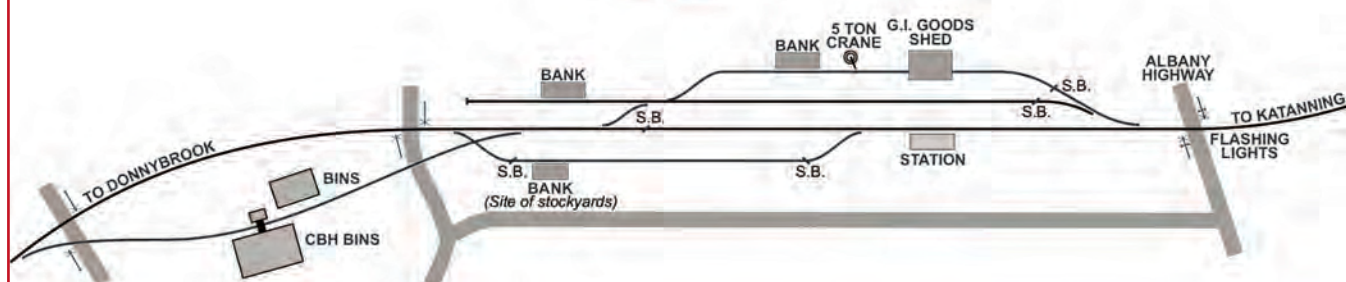 5 TON
CRANE
G.I. GOODS
SHED
BANK
BANK
ALBANY
HIGHWAY
S.B.
S.B.
S.B.
TO KATANNING
FLASHING
LIGHTS
STATION
TO DONNYBROOK
BINS
CBH BINS
S.B.
BANK
(Site of stockyards)
S.B.